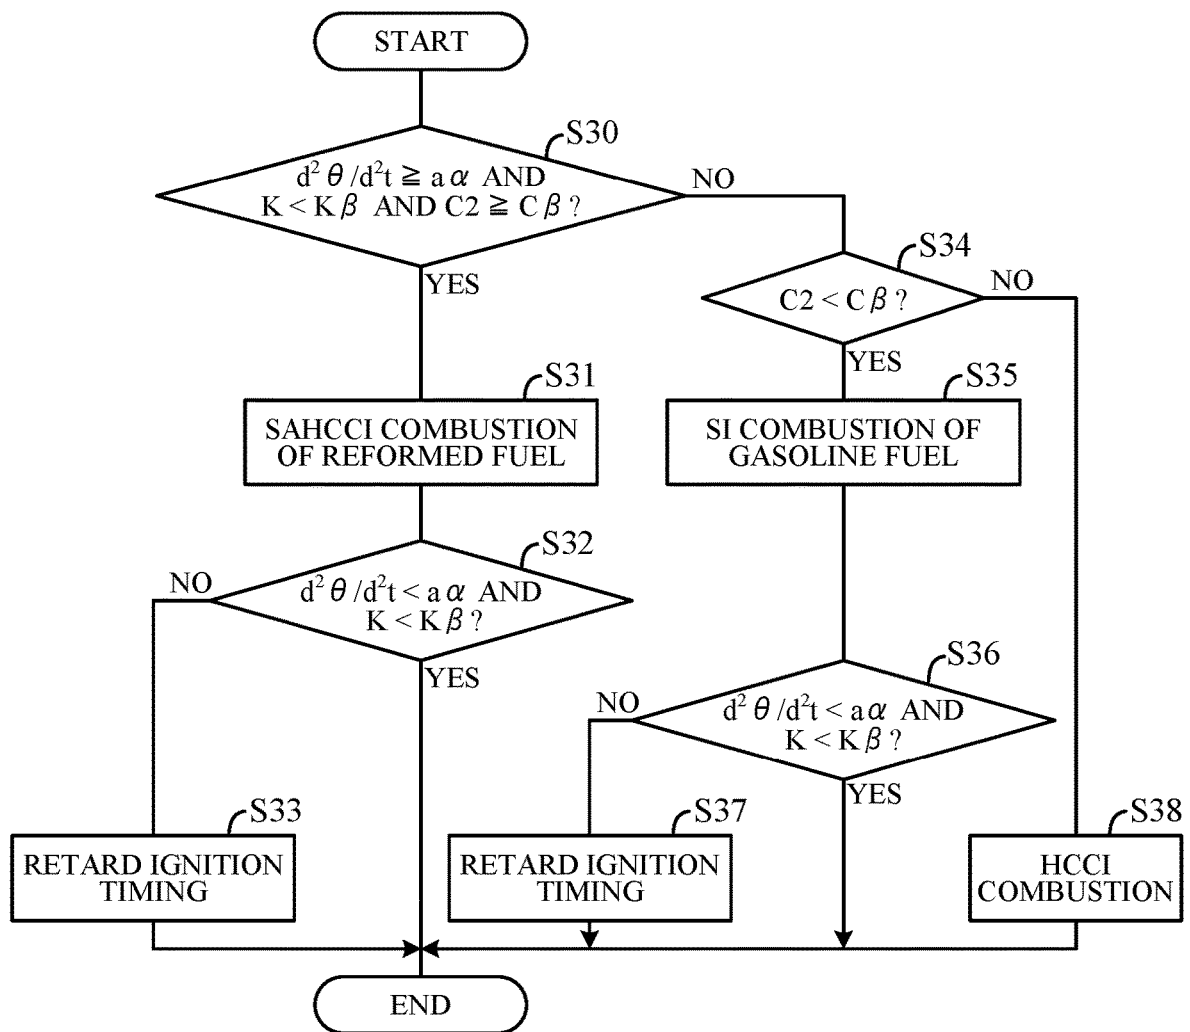 START
S30
d² θ /d²t ≧ a α AND
K < K β AND C2 ≧ C β ?
NO
YES
S34
C2 < C β ?
NO
YES
S31
SAHCCI COMBUSTION
OF REFORMED FUEL
S35
SI COMBUSTION OF
GASOLINE FUEL
S32
d² θ /d²t < a α AND
K < K β ?
NO
YES
S36
d² θ /d²t < a α AND
K < K β ?
NO
YES
S33
RETARD IGNITION
TIMING
S37
RETARD IGNITION
TIMING
S38
HCCI
COMBUSTION
END